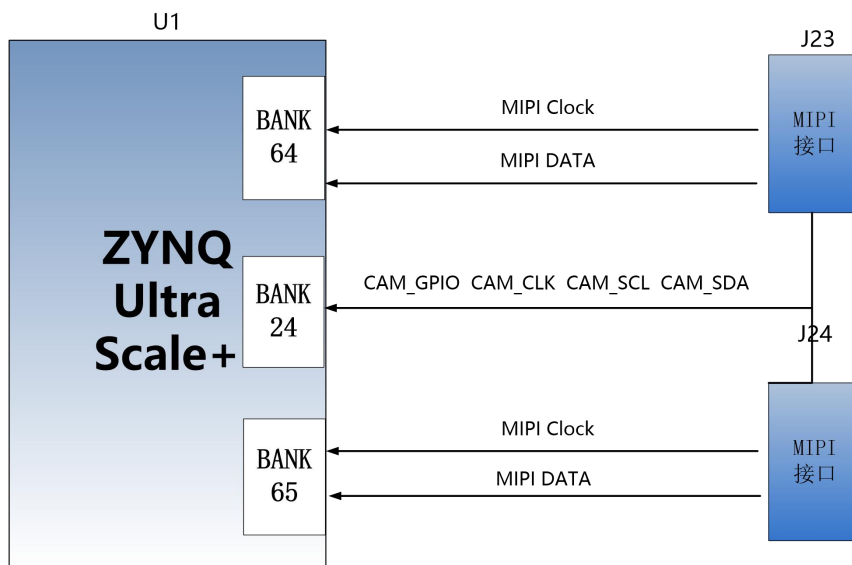 U1
J23
BANK
64
MIPI Clock
MIPI DATA
MIPI
接口
ZYNQ
Ultra
Scale+
BANK
24
CAM_GPIO CAM_CLK CAM_SCL CAM_SDA
J24
BANK
65
MIPI Clock
MIPI DATA
MIPI
接口